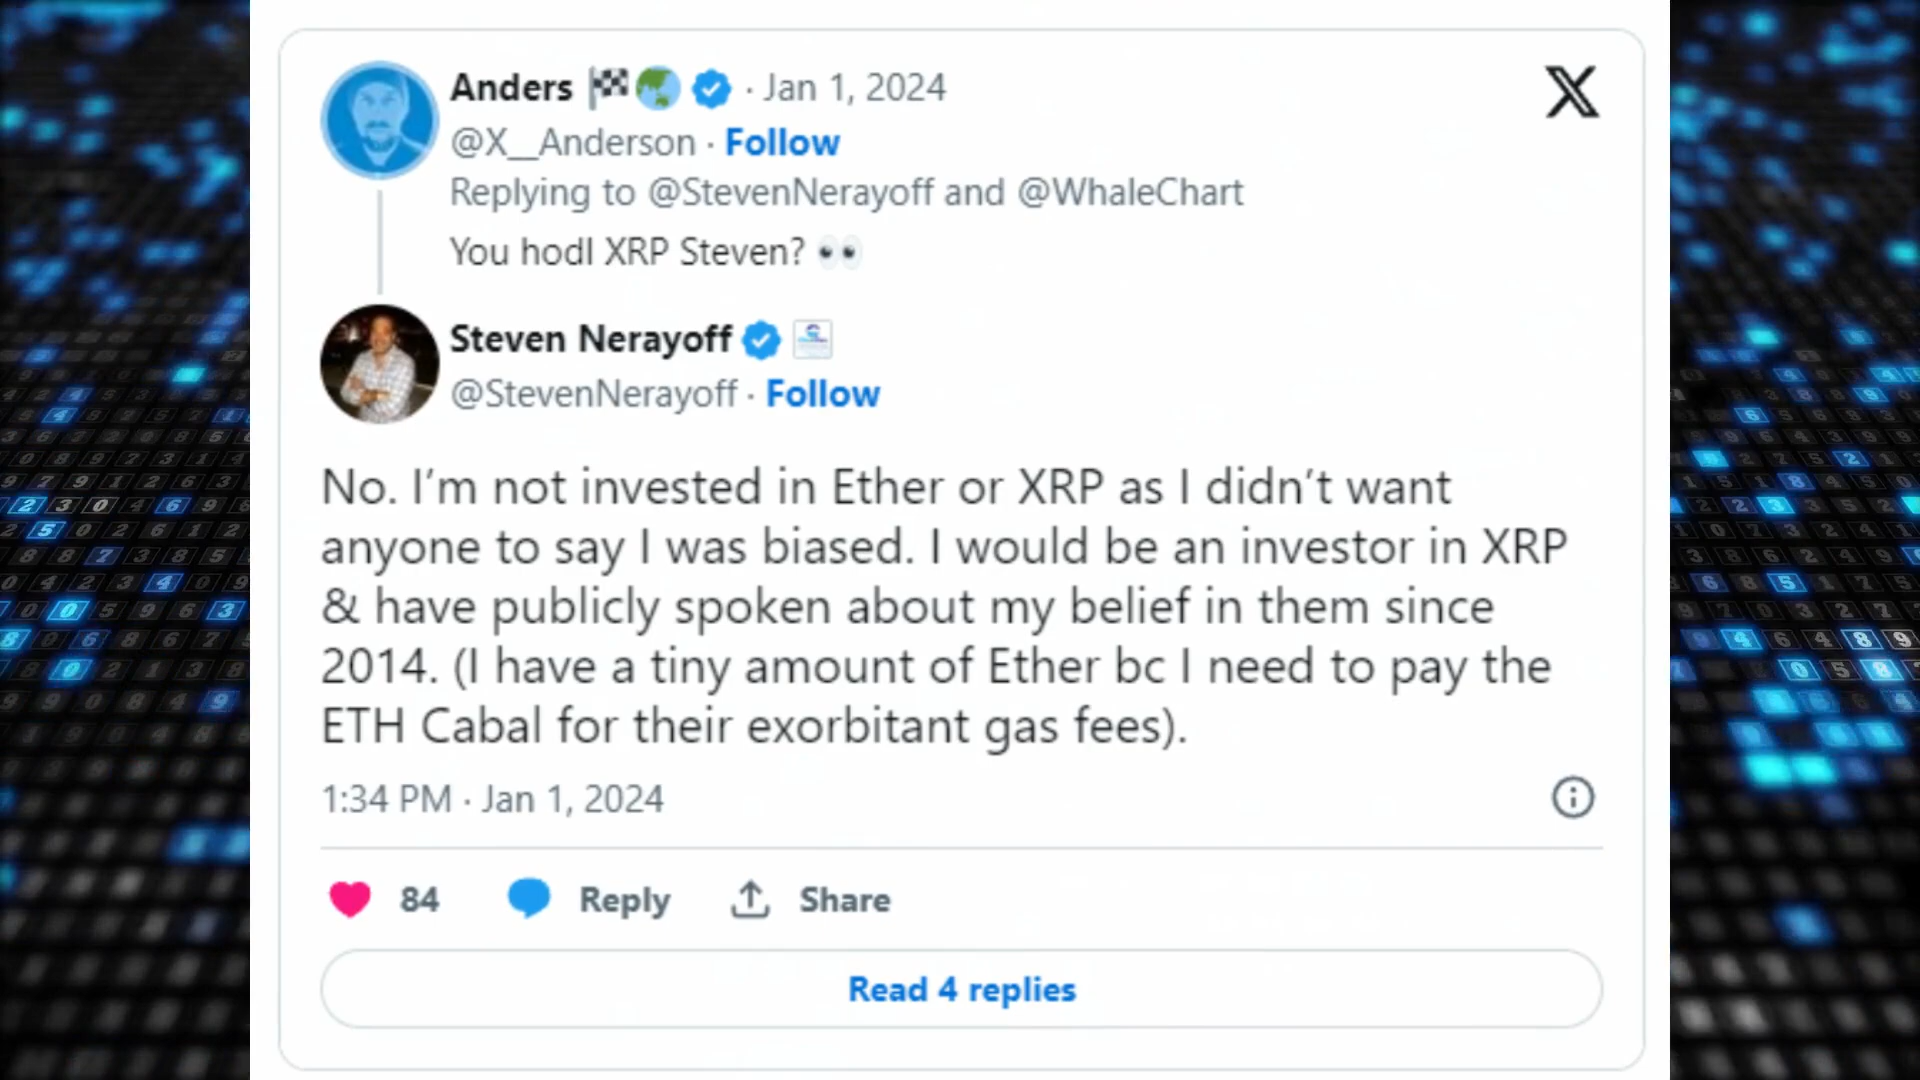 Anders 🏁🌏 · Jan 1, 2024
@X__Anderson · Follow
Replying to @StevenNerayoff and @WhaleChart
You hodl XRP Steven? 👀
Steven Nerayoff
@StevenNerayoff · Follow
No. I’m not invested in Ether or XRP as I didn’t want
anyone to say I was biased. I would be an investor in XRP
& have publicly spoken about my belief in them since
2014. (I have a tiny amount of Ether bc I need to pay the
ETH Cabal for their exorbitant gas fees).
1:34 PM · Jan 1, 2024
84 Reply Share
Read 4 replies